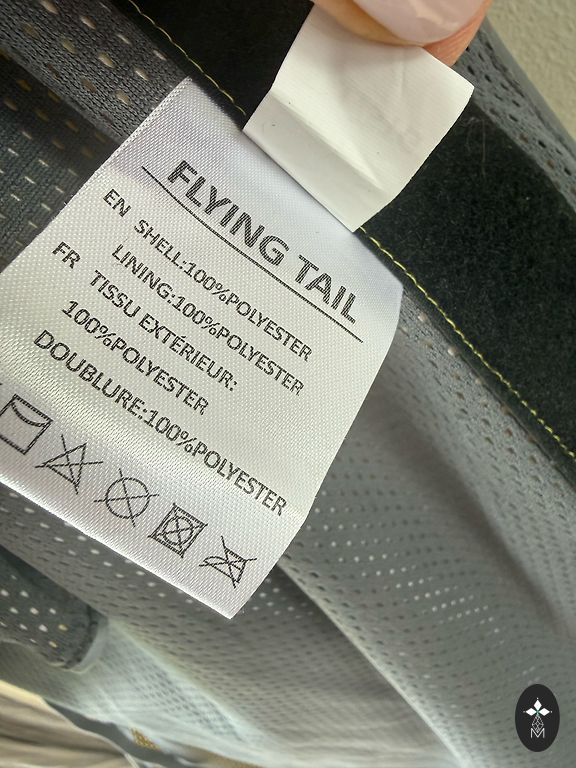 FLYING TAIL
EN SHELL:100%POLYESTER
LINING:100%POLYESTER
FR TISSU EXTÉRIEUR:
100%POLYESTER
DOUBLURE:100%POLYESTER
M